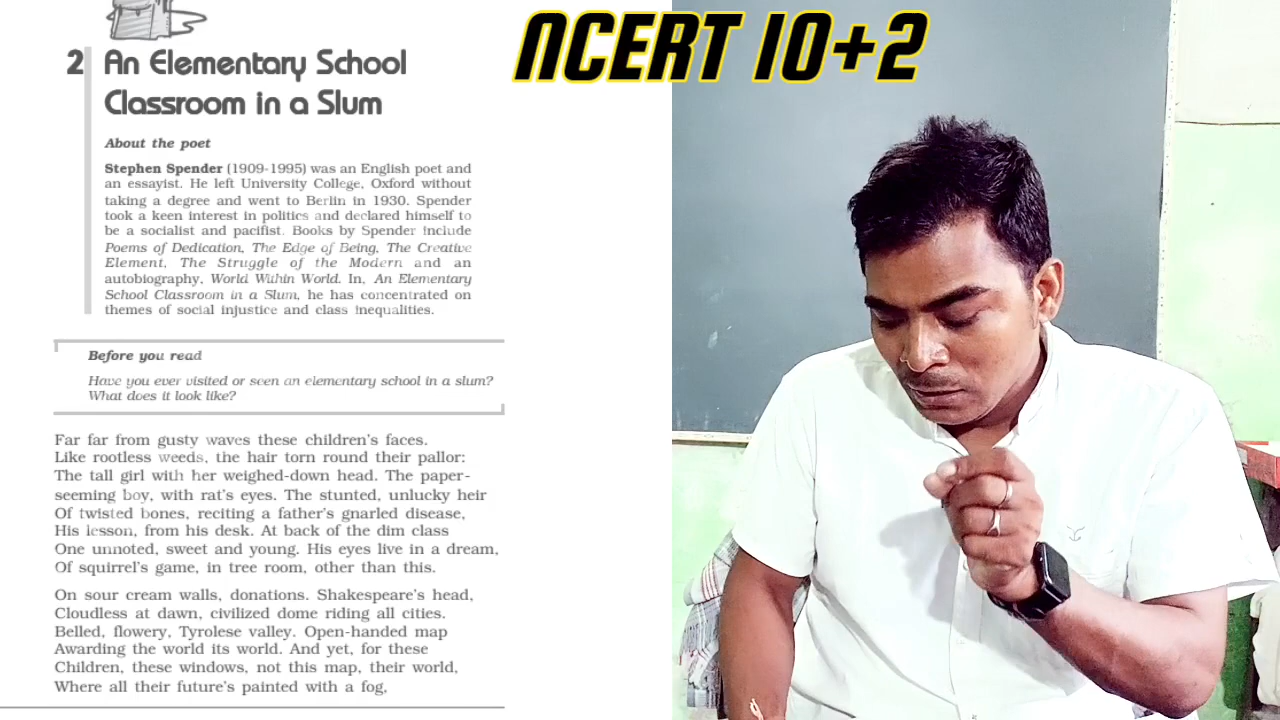 NCERT 10+2
2 An Elementary School
Classroom in a Slum
About the poet
Stephen Spender (1909-1995) was an English poet and
an essayist. He left University College, Oxford without
taking a degree and went to Berlin in 1930. Spender
took a keen interest in politics and declared himself to
be a socialist and pacifist. Books by Spender include
Poems of Dedication, The Edge of Being, The Creative
Element, The Struggle of the Modern and an
autobiography, World Within World. In, An Elementary
School Classroom in a Slum, he has concentrated on
themes of social injustice and class inequalities.
Before you read
Have you ever visited or seen an elementary school in a slum?
What does it look like?
Far far from gusty waves these children's faces.
Like rootless weeds, the hair torn round their pallor:
The tall girl with her weighed-down head. The paper-
seeming boy, with rat's eyes. The stunted, unlucky heir
Of twisted bones, reciting a father's gnarled disease,
His lesson, from his desk. At back of the dim class
One unnoted, sweet and young. His eyes live in a dream,
Of squirrel's game, in tree room, other than this.
On sour cream walls, donations. Shakespeare's head,
Cloudless at dawn, civilized dome riding all cities.
Belled, flowery, Tyrolese valley. Open-handed map
Awarding the world its world. And yet, for these
Children, these windows, not this map, their world,
Where all their future's painted with a fog,